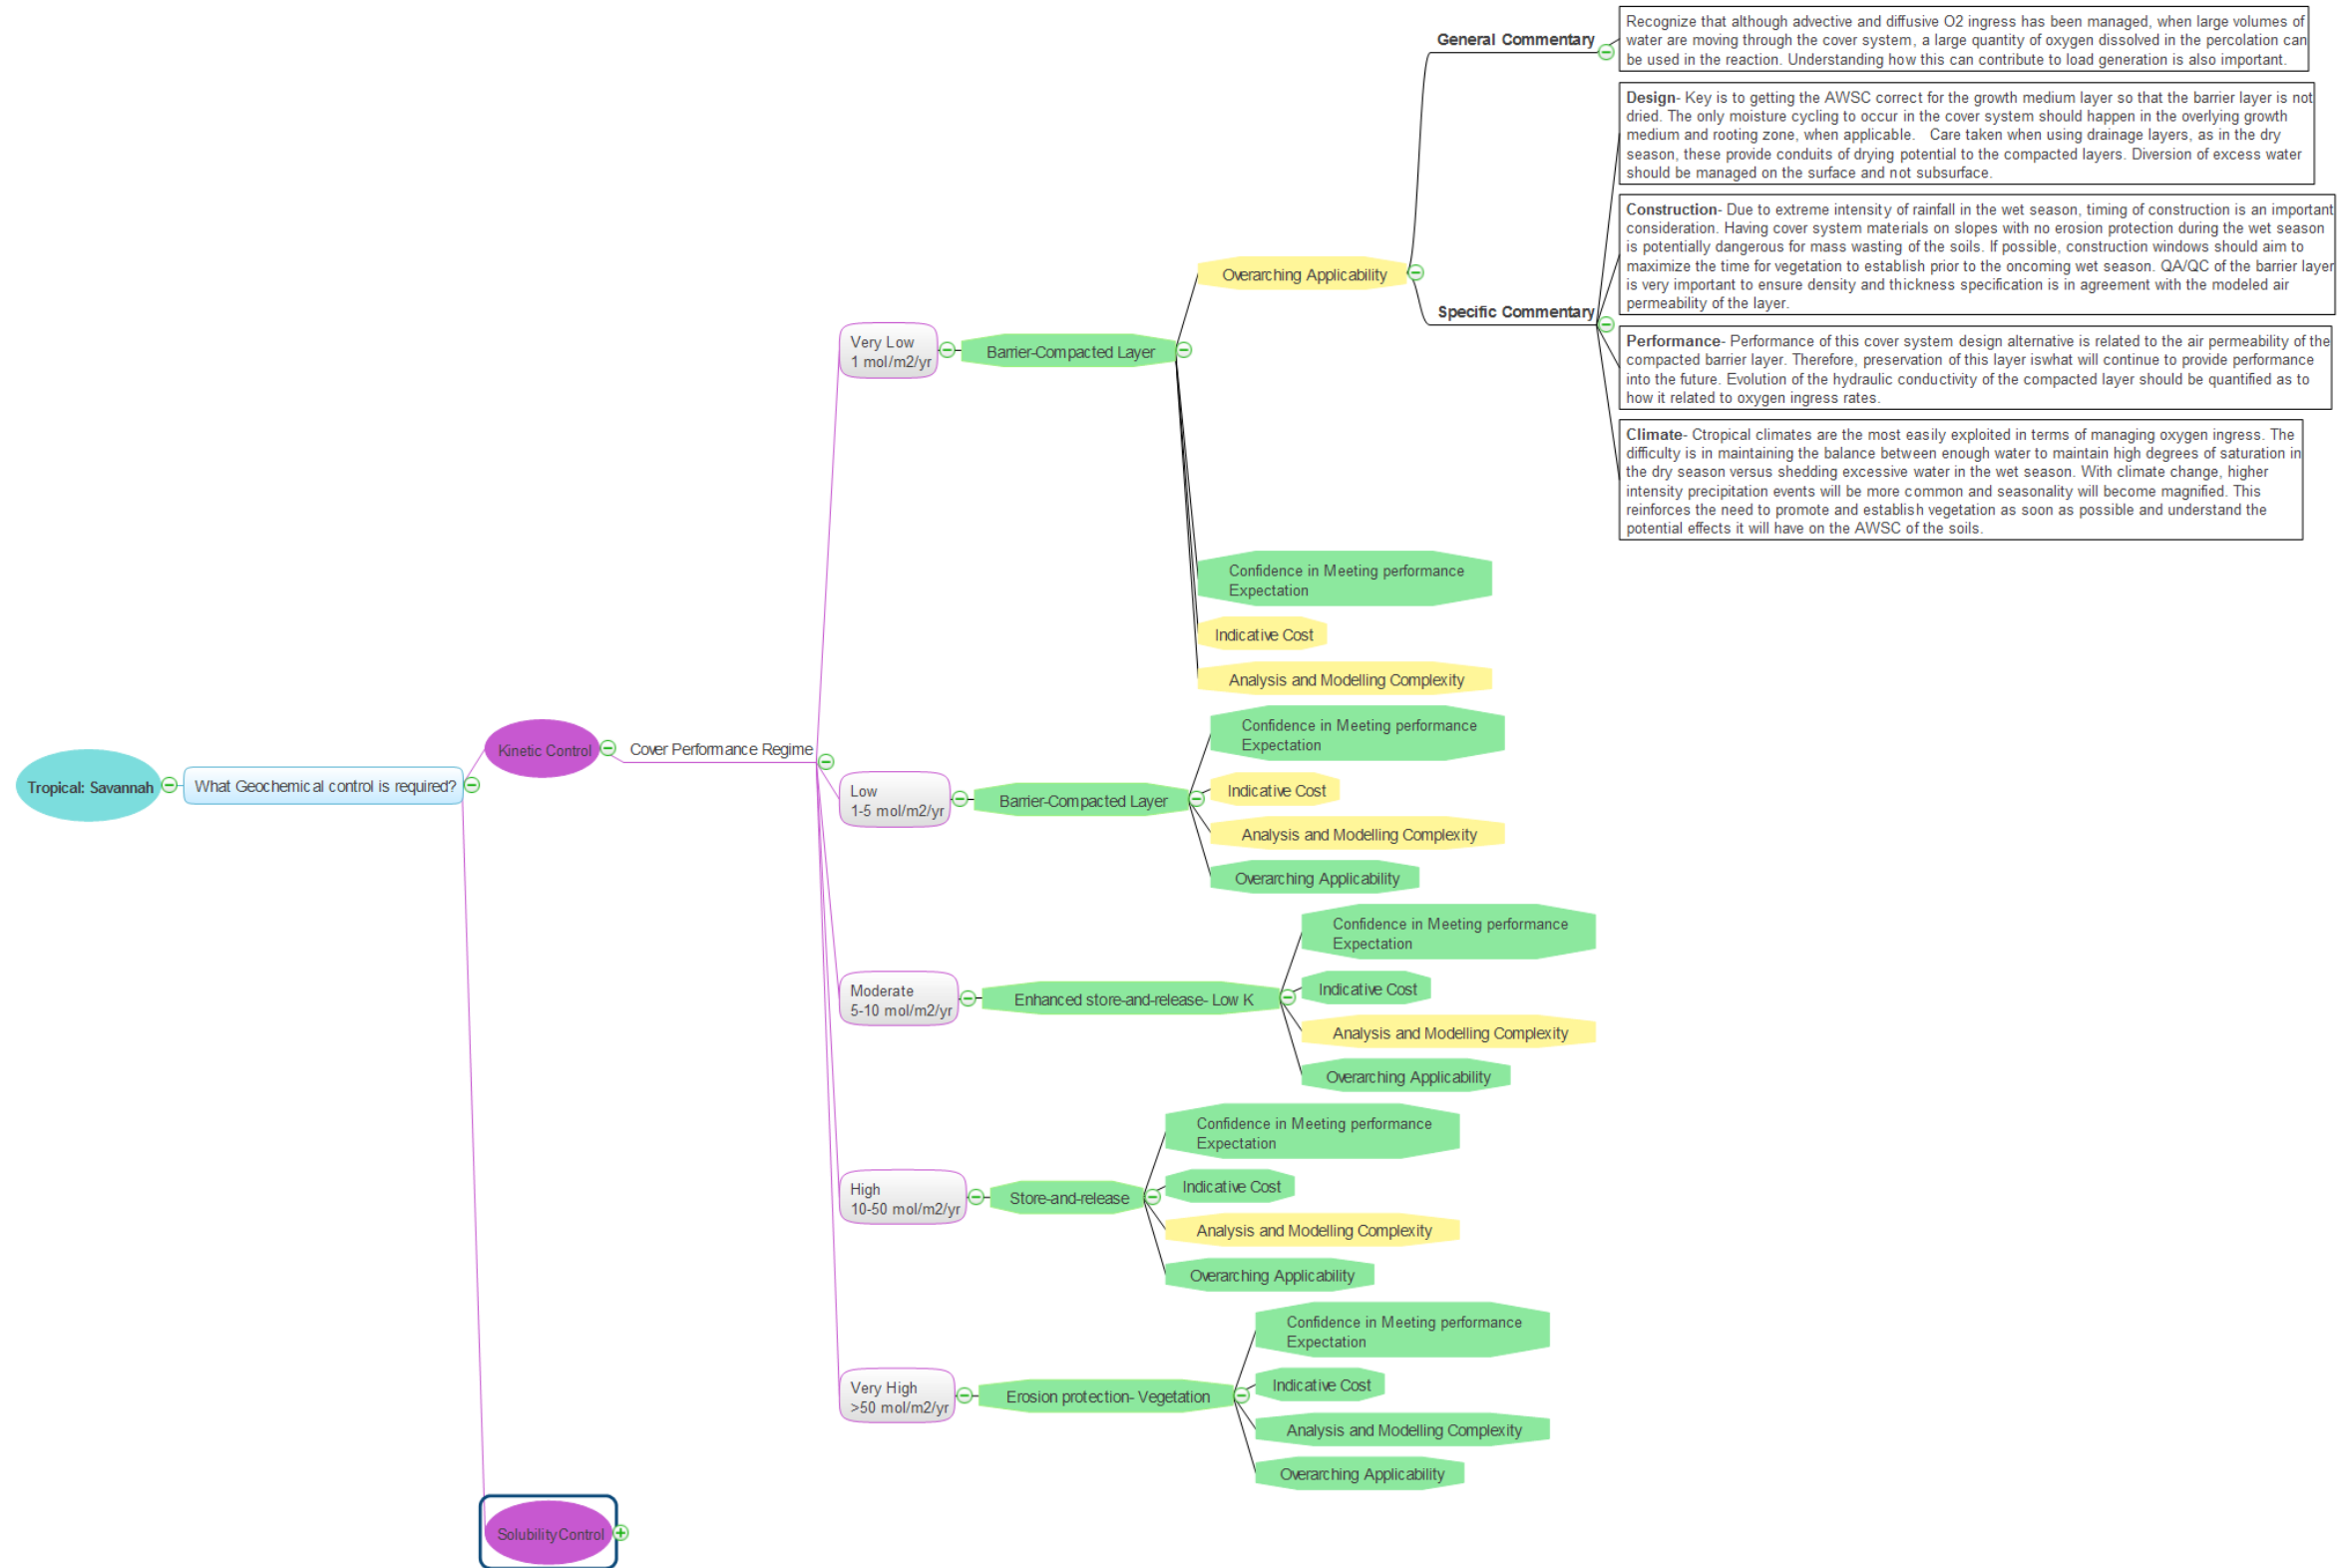 Tropical: Savannah
What Geochemical control is required?
Kinetic Control
Cover Performance Regime
Very Low
1 mol/m2/yr
Barrier-Compacted Layer
Overarching Applicability
General Commentary
Recognize that although advective and diffusive O2 ingress has been managed, when large volumes of
water are moving through the cover system, a large quantity of oxygen dissolved in the percolation can
be used in the reaction. Understanding how this can contribute to load generation is also important.
Specific Commentary
Design- Key is to getting the AWSC correct for the growth medium layer so that the barrier layer is not
dried. The only moisture cycling to occur in the cover system should happen in the overlying growth
medium and rooting zone, when applicable. Care taken when using drainage layers, as in the dry
season, these provide conduits of drying potential to the compacted layers. Diversion of excess water
should be managed on the surface and not subsurface.
Construction- Due to extreme intensity of rainfall in the wet season, timing of construction is an important
consideration. Having cover system materials on slopes with no erosion protection during the wet season
is potentially dangerous for mass wasting of the soils. If possible, construction windows should aim to
maximize the time for vegetation to establish prior to the oncoming wet season. QA/QC of the barrier layer
is very important to ensure density and thickness specification is in agreement with the modeled air
permeability of the layer.
Performance- Performance of this cover system design alternative is related to the air permeability of the
compacted barrier layer. Therefore, preservation of this layer iswhat will continue to provide performance
into the future. Evolution of the hydraulic conductivity of the compacted layer should be quantified as to
how it related to oxygen ingress rates.
Climate- Ctropical climates are the most easily exploited in terms of managing oxygen ingress. The
difficulty is in maintaining the balance between enough water to maintain high degrees of saturation in
the dry season versus shedding excessive water in the wet season. With climate change, higher
intensity precipitation events will be more common and seasonality will become magnified. This
reinforces the need to promote and establish vegetation as soon as possible and understand the
potential effects it will have on the AWSC of the soils.
Confidence in Meeting performance
Expectation
Indicative Cost
Analysis and Modelling Complexity
Low
1-5 mol/m2/yr
Barrier-Compacted Layer
Confidence in Meeting performance
Expectation
Indicative Cost
Analysis and Modelling Complexity
Overarching Applicability
Moderate
5-10 mol/m2/yr
Enhanced store-and-release- Low K
Confidence in Meeting performance
Expectation
Indicative Cost
Analysis and Modelling Complexity
Overarching Applicability
High
10-50 mol/m2/yr
Store-and-release
Confidence in Meeting performance
Expectation
Indicative Cost
Analysis and Modelling Complexity
Overarching Applicability
Very High
>50 mol/m2/yr
Erosion protection- Vegetation
Confidence in Meeting performance
Expectation
Indicative Cost
Analysis and Modelling Complexity
Overarching Applicability
Solubility Control